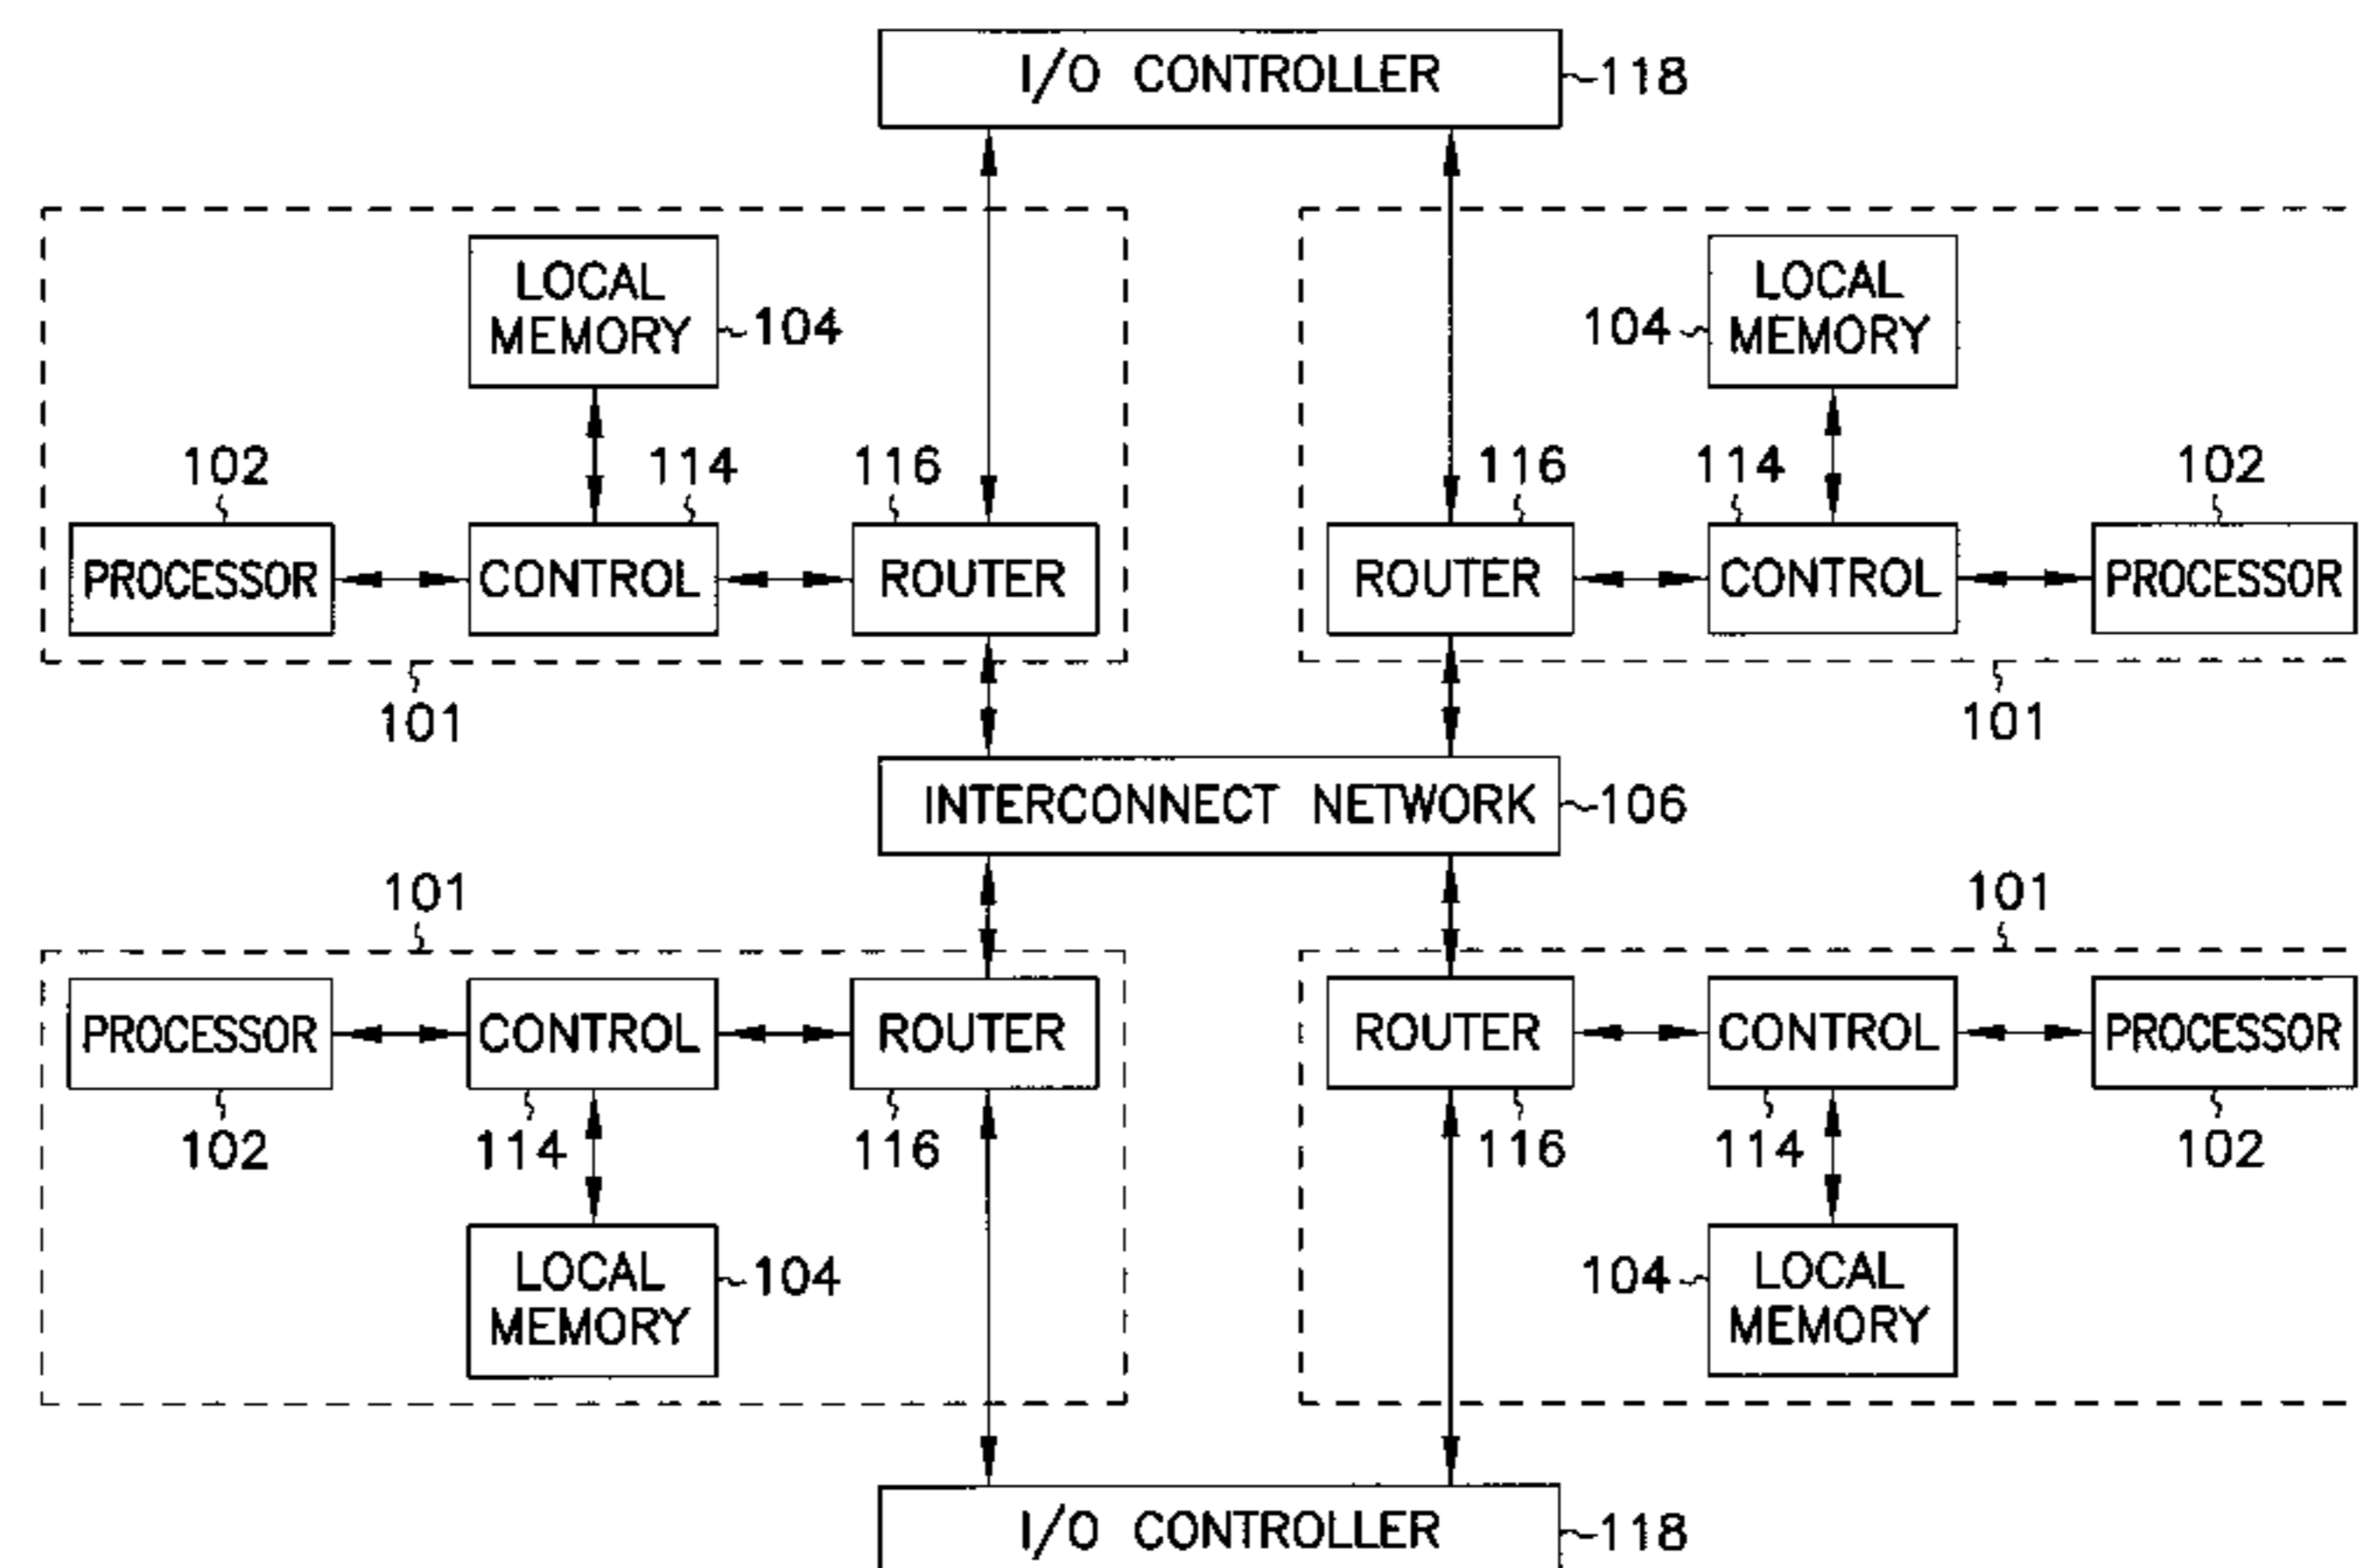 I/O CONTROLLER
118
LOCAL
MEMORY
104
104
LOCAL
MEMORY
102
114
116
116
114
102
PROCESSOR
CONTROL
ROUTER
ROUTER
CONTROL
PROCESSOR
101
101
INTERCONNECT NETWORK
106
101
101
PROCESSOR
CONTROL
ROUTER
ROUTER
CONTROL
PROCESSOR
102
114
116
116
114
102
LOCAL
MEMORY
104
104
LOCAL
MEMORY
I/O CONTROLLER
118